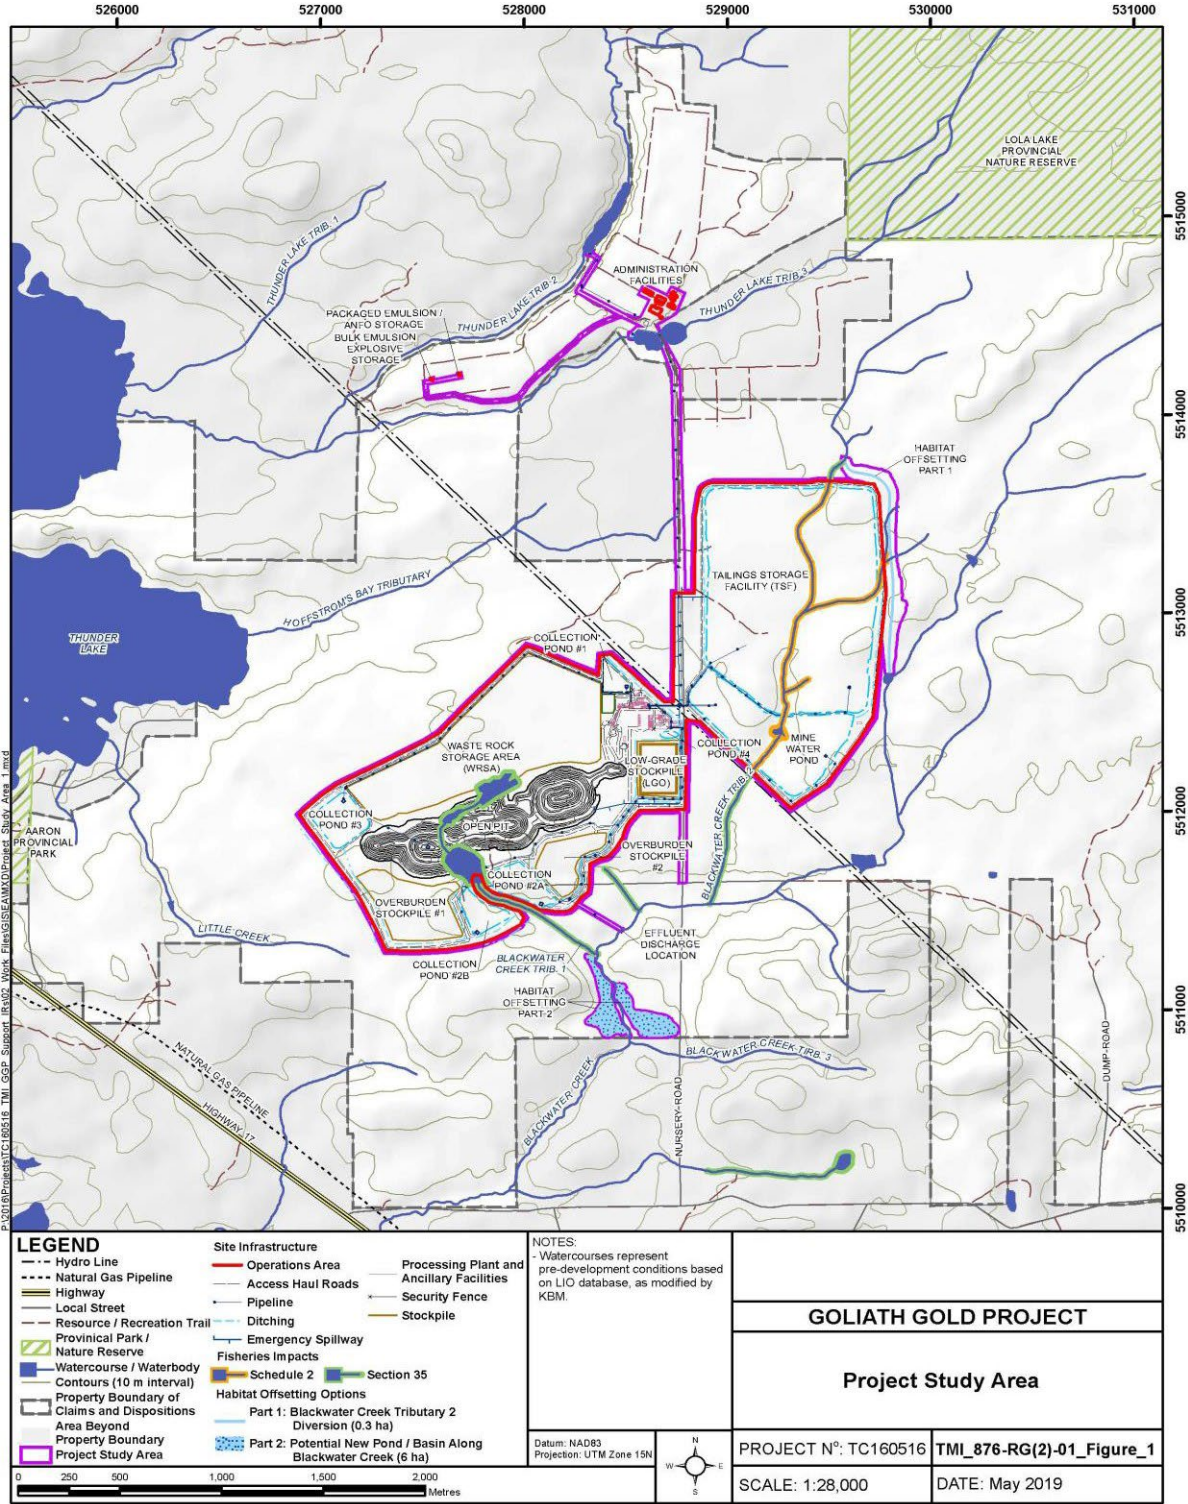 526000
527000
528000
529000
530000
531000
5515000
5514000
5513000
5512000
5511000
5510000
LOLA LAKE
PROVINCIAL
NATURE RESERVE
THUNDER LAKE TRIB. 1
ADMINISTRATION
FACILITIES
THUNDER LAKE TRIB. 3
THUNDER LAKE TRIB. 2
PACKAGED EMULSION /
ANFO STORAGE
BULK EMULSION
EXPLOSIVE
STORAGE
HABITAT
OFFSETTING
PART 1
TAILINGS STORAGE
FACILITY (TSF)
HOFFSTROM'S BAY TRIBUTARY
THUNDER
LAKE
COLLECTION
POND #1
WASTE ROCK
STORAGE AREA
(WRSA)
COLLECTION
POND #4
MINE
WATER
POND
LOW-GRADE
STOCKPILE
(LGO)
COLLECTION
POND #3
OPEN PIT
BLACKWATER CREEK TRIB. 2
AARON
PROVINCIAL
PARK
OVERBURDEN
STOCKPILE
#2
COLLECTION
POND #2A
OVERBURDEN
STOCKPILE #1
LITTLE CREEK
EFFLUENT
DISCHARGE
LOCATION
COLLECTION
POND #2B
BLACKWATER
CREEK TRIB. 1
HABITAT
OFFSETTING
PART 2
BLACKWATER CREEK TIRB. 3
BLACKWATER CREEK
NURSERY-ROAD
DUMP-ROAD
NATURAL GAS PIPELINE
HIGHWAY 17
P:\2016\Projects\TC160516_TMI_GGP_Support_IRs\02_Work_Files\GIS\EA\MXD\Project_Study_Area_1.mxd
LEGEND
Hydro Line
Natural Gas Pipeline
Highway
Local Street
Resource / Recreation Trail
Provinical Park /
Nature Reserve
Watercourse / Waterbody
Contours (10 m interval)
Property Boundary of
Claims and Dispositions
Area Beyond
Property Boundary
Project Study Area
Site Infrastructure
Operations Area
Access Haul Roads
Pipeline
Ditching
Emergency Spillway
Processing Plant and
Ancillary Facilities
Security Fence
Stockpile
Fisheries Impacts
Schedule 2
Section 35
Habitat Offsetting Options
Part 1: Blackwater Creek Tributary 2
Diversion (0.3 ha)
Part 2: Potential New Pond / Basin Along
Blackwater Creek (6 ha)
0 250 500 1,000 1,500 2,000
Metres
NOTES:
- Watercourses represent
pre-development conditions based
on LIO database, as modified by
KBM.
Datum: NAD83
Projection: UTM Zone 15N
N
W E
S
GOLIATH GOLD PROJECT
Project Study Area
PROJECT Nº: TC160516
TMI_876-RG(2)-01_Figure_1
SCALE: 1:28,000
DATE: May 2019